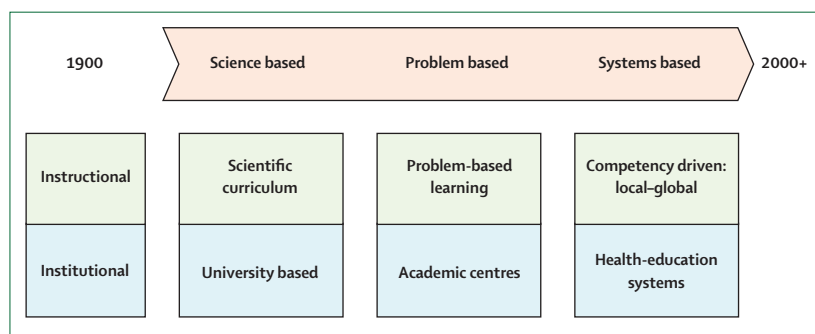 1900
Science based
Problem based
Systems based
2000+
Instructional
Scientific
curriculum
Problem-based
learning
Competency driven:
local–global
Institutional
University based
Academic centres
Health-education
systems